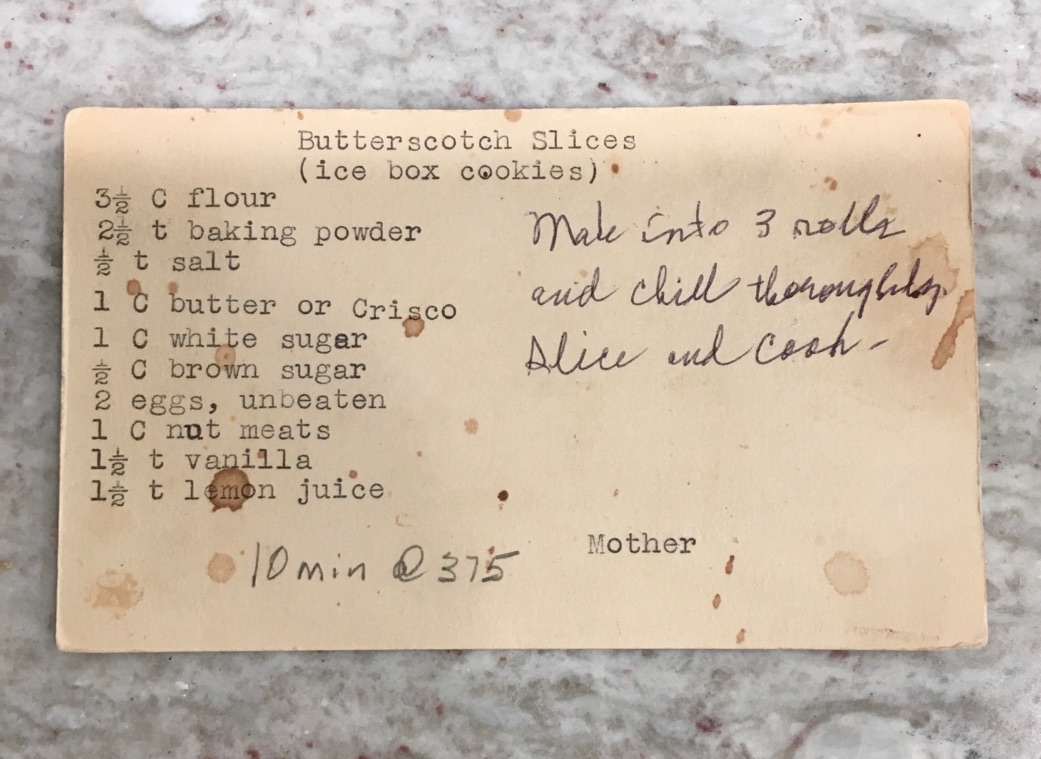 Butterscotch Slices
(ice box cookies)
3½ C flour
2½ t baking powder
½ t salt
1 C butter or Crisco
1 C white sugar
½ C brown sugar
2 eggs, unbeaten
1 C nut meats
1½ t vanilla
1½ t lemon juice
10 min @ 375
Make into 3 rolls
and chill thoroughly.
Slice and cook-
Mother